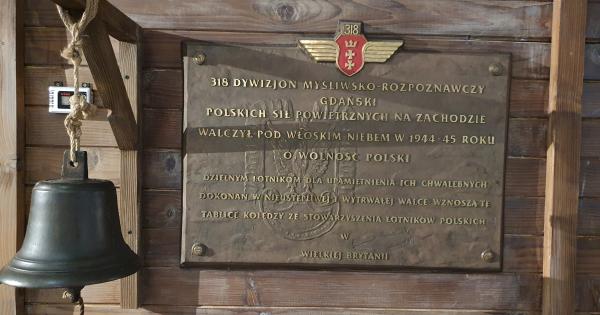 318
318 DYWIZJON MYŚLIWSKO-ROZPOZNAWCZY
GDAŃSKI
POLSKICH SIŁ POWIETRZNYCH NA ZACHODZIE
WALCZYŁ POD WŁOSKIM NIEBEM W 1944-45 ROKU
O WOLNOŚĆ POLSKI
DZIELNYM LOTNIKOM DLA UPAMIĘTNIENIA ICH CHWALEBNYCH
DOKONAŃ W NIEUSTĘPLIWEJ I WYTRWAŁEJ WALCE WZNOSZĄ TĘ
TABLICĘ KOLEDZY ZE STOWARZYSZENIA LOTNIKÓW POLSKICH
W
WIELKIEJ BRYTANII